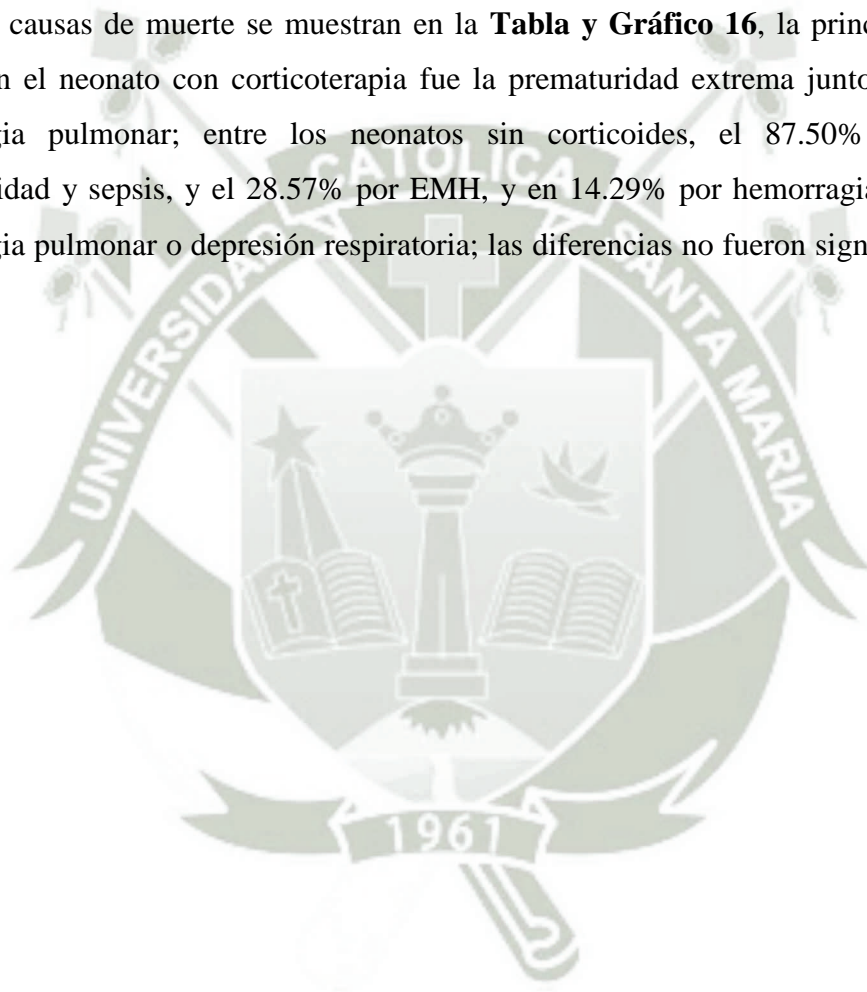 causas de muerte se muestran en la Tabla y Gráfico 16, la princ
n el neonato con corticoterapia fue la prematuridad extrema junto
gia pulmonar; entre los neonatos sin corticoides, el 87.50%
idad y sepsis, y el 28.57% por EMH, y en 14.29% por hemorragia
gia pulmonar o depresión respiratoria; las diferencias no fueron sign
UNIVERSIDAD CATOLICA SANTA MARIA
1961